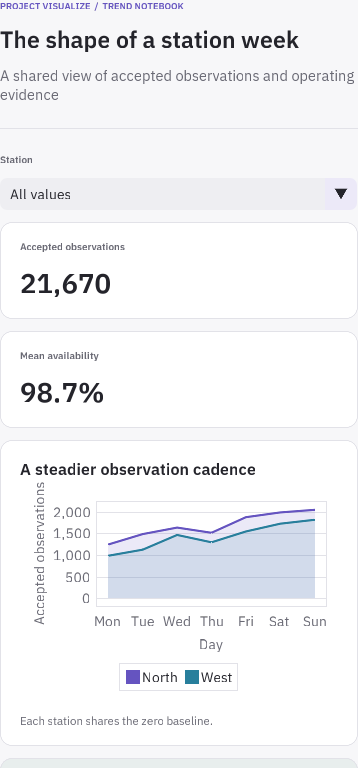 PROJECT VISUALIZE / TREND NOTEBOOK
The shape of a station week
A shared view of accepted observations and operating
evidence
Station
All values
Accepted observations
21,670
Mean availability
98.7%
A steadier observation cadence
Accepted observations
2,000
1,500
1,000
500
0
Mon Tue Wed Thu Fri Sat Sun
Day
North West
Each station shares the zero baseline.